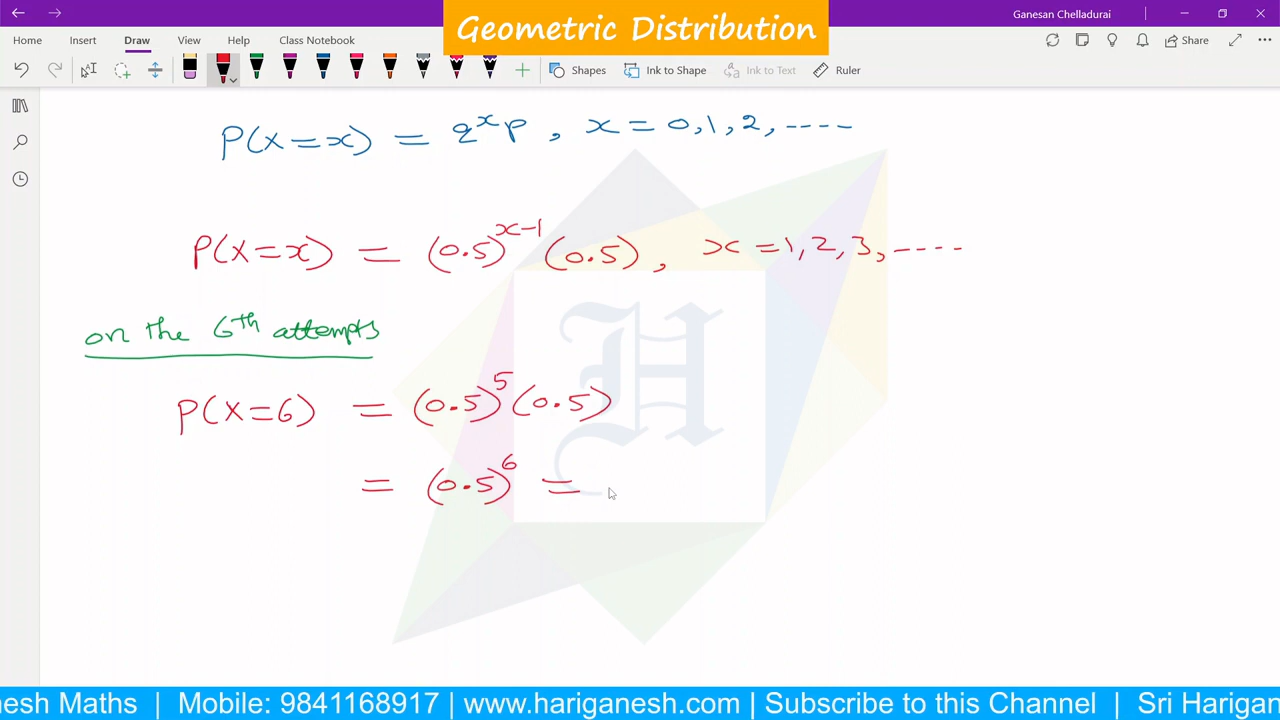 Geometric Distribution
Ganesan Chelladurai
Home Insert Draw View Help Class Notebook Share
Shapes Ink to Shape Ink to Text Ruler
P(X=x) = q^x p , x = 0,1,2,----
P(X=x) = (0.5)^{x-1} (0.5) , x = 1,2,3,----
on the 6th attempts
P(X=6) = (0.5)^5 (0.5)
= (0.5)^6 =
H
nesh Maths | Mobile: 9841168917 | www.hariganesh.com | Subscribe to this Channel | Sri Harigan